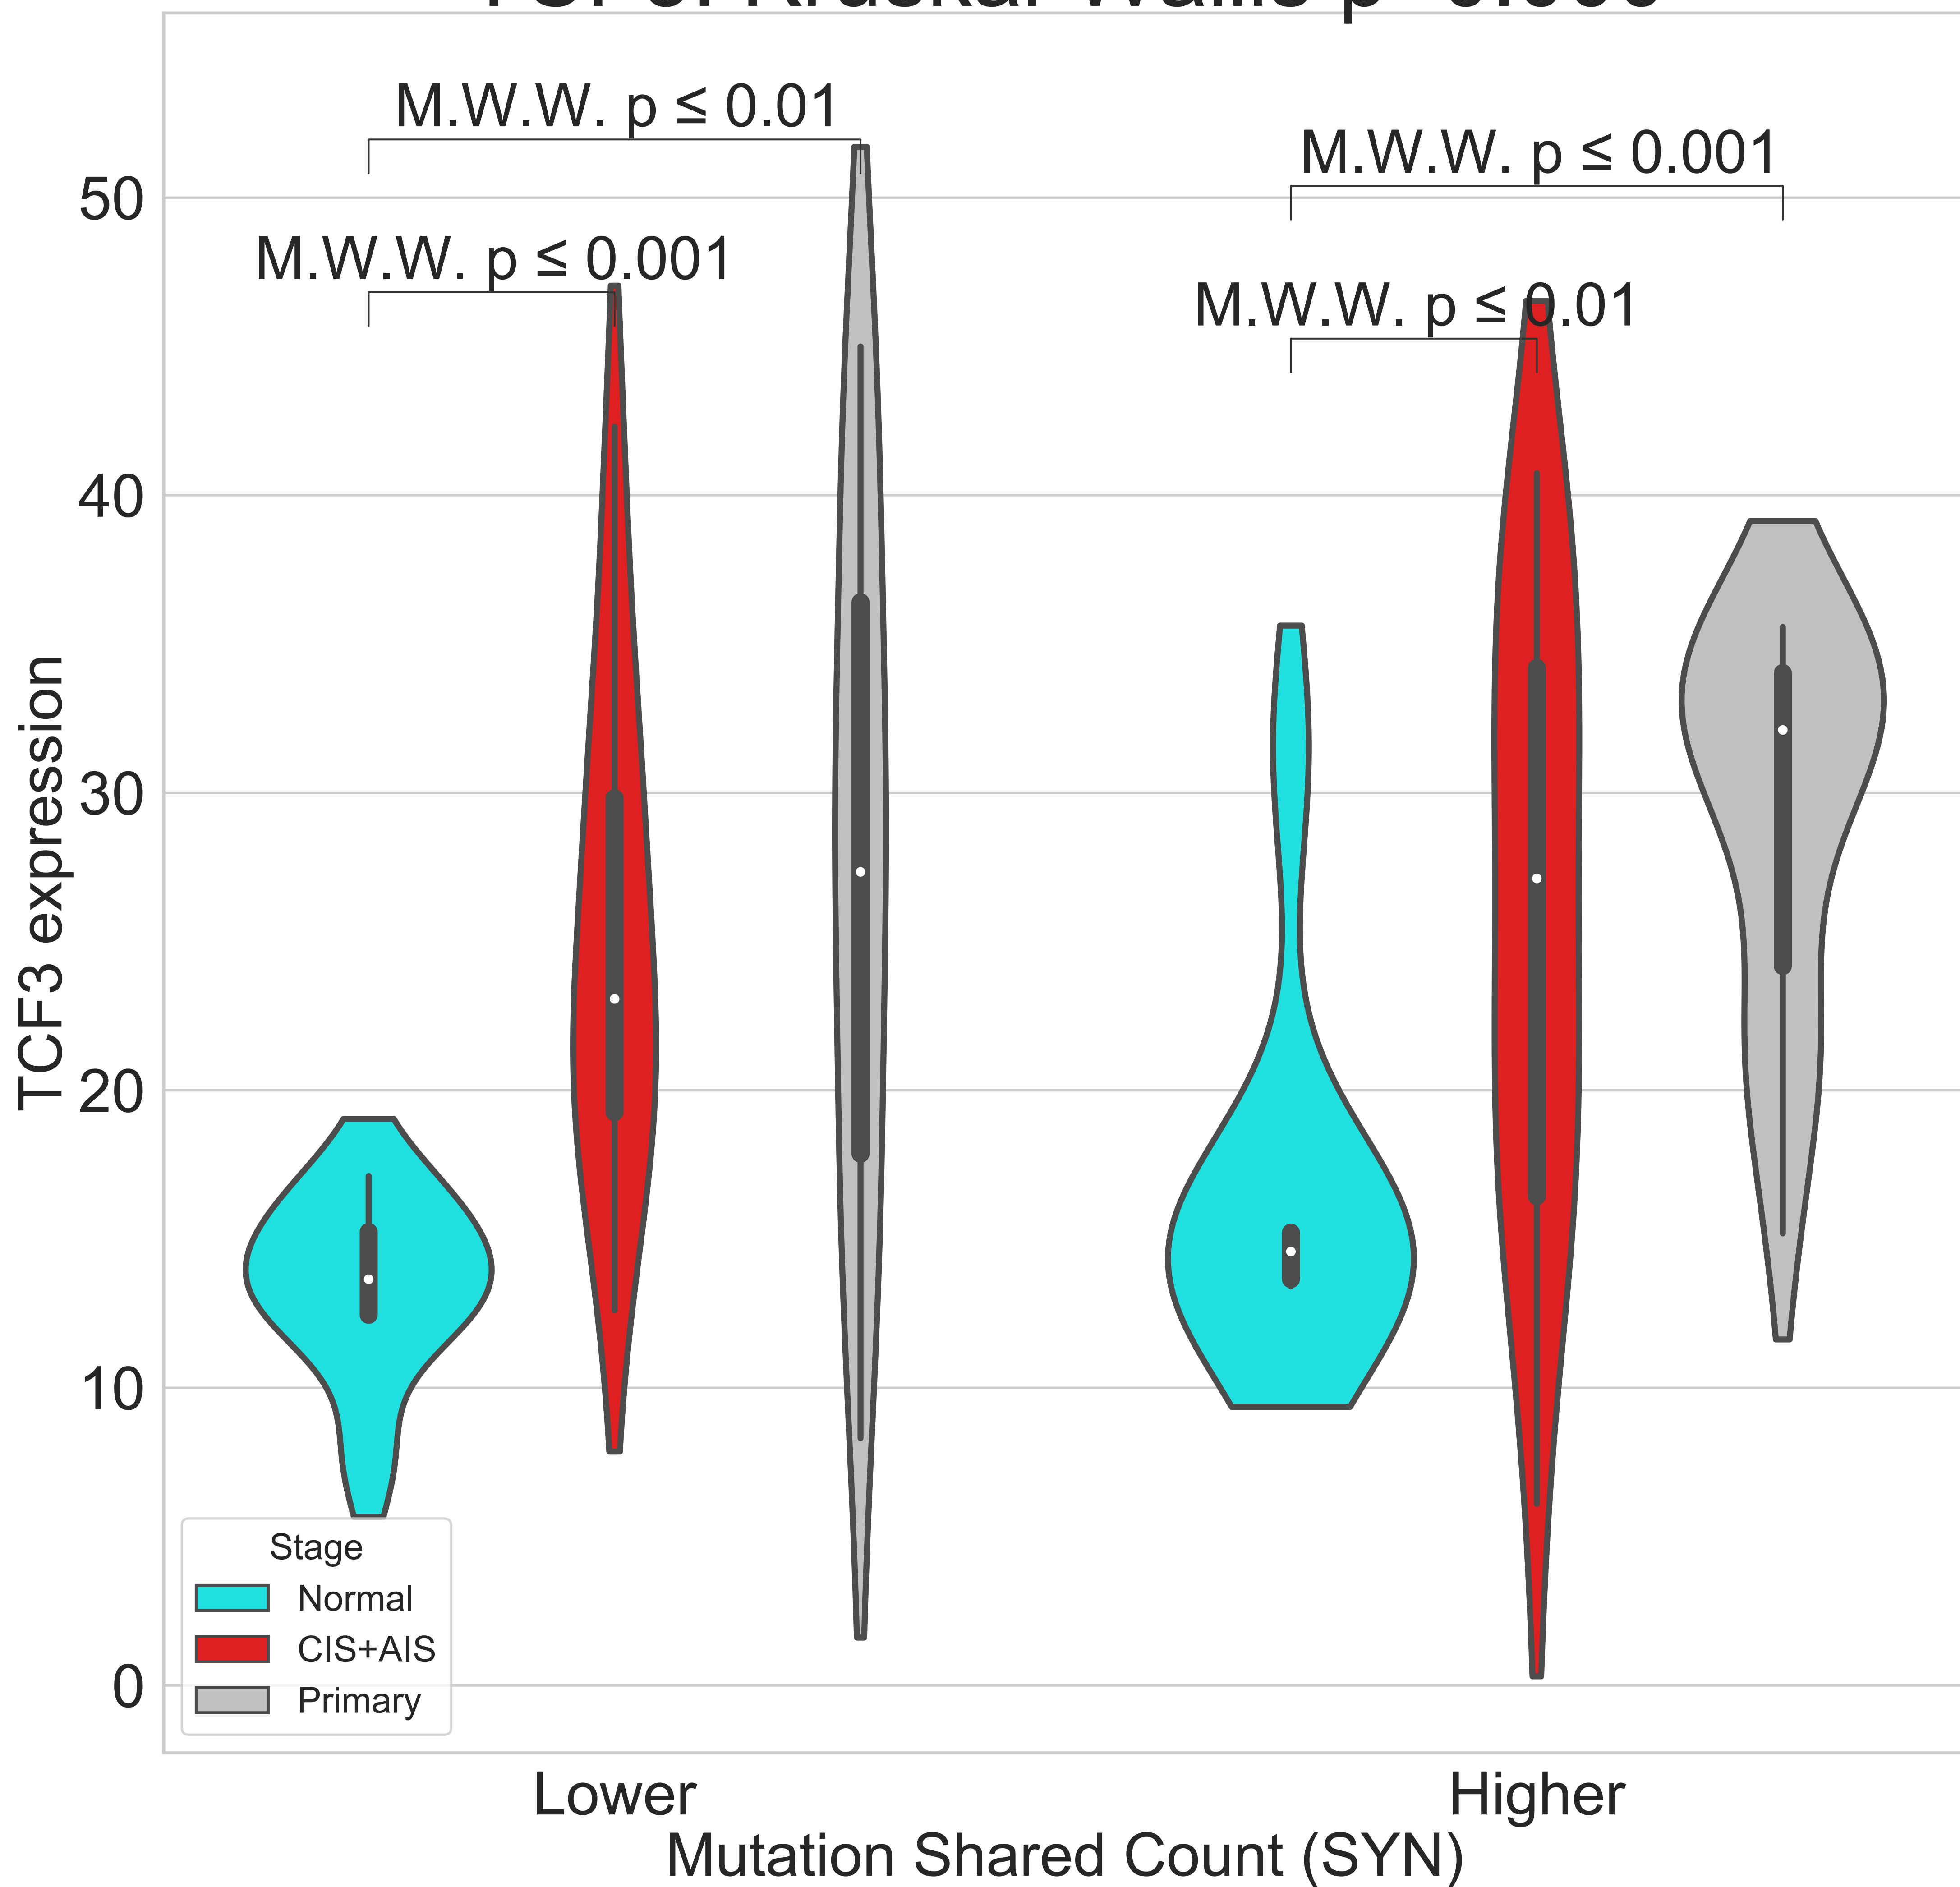 M.W.W. p ≤ 0.01
M.W.W. p ≤ 0.001
M.W.W. p ≤ 0.001
M.W.W. p ≤ 0.01
50
40
30
20
10
0
TCF3 expression
Stage
Normal
CIS+AIS
Primary
Lower
Higher
Mutation Shared Count (SYN)